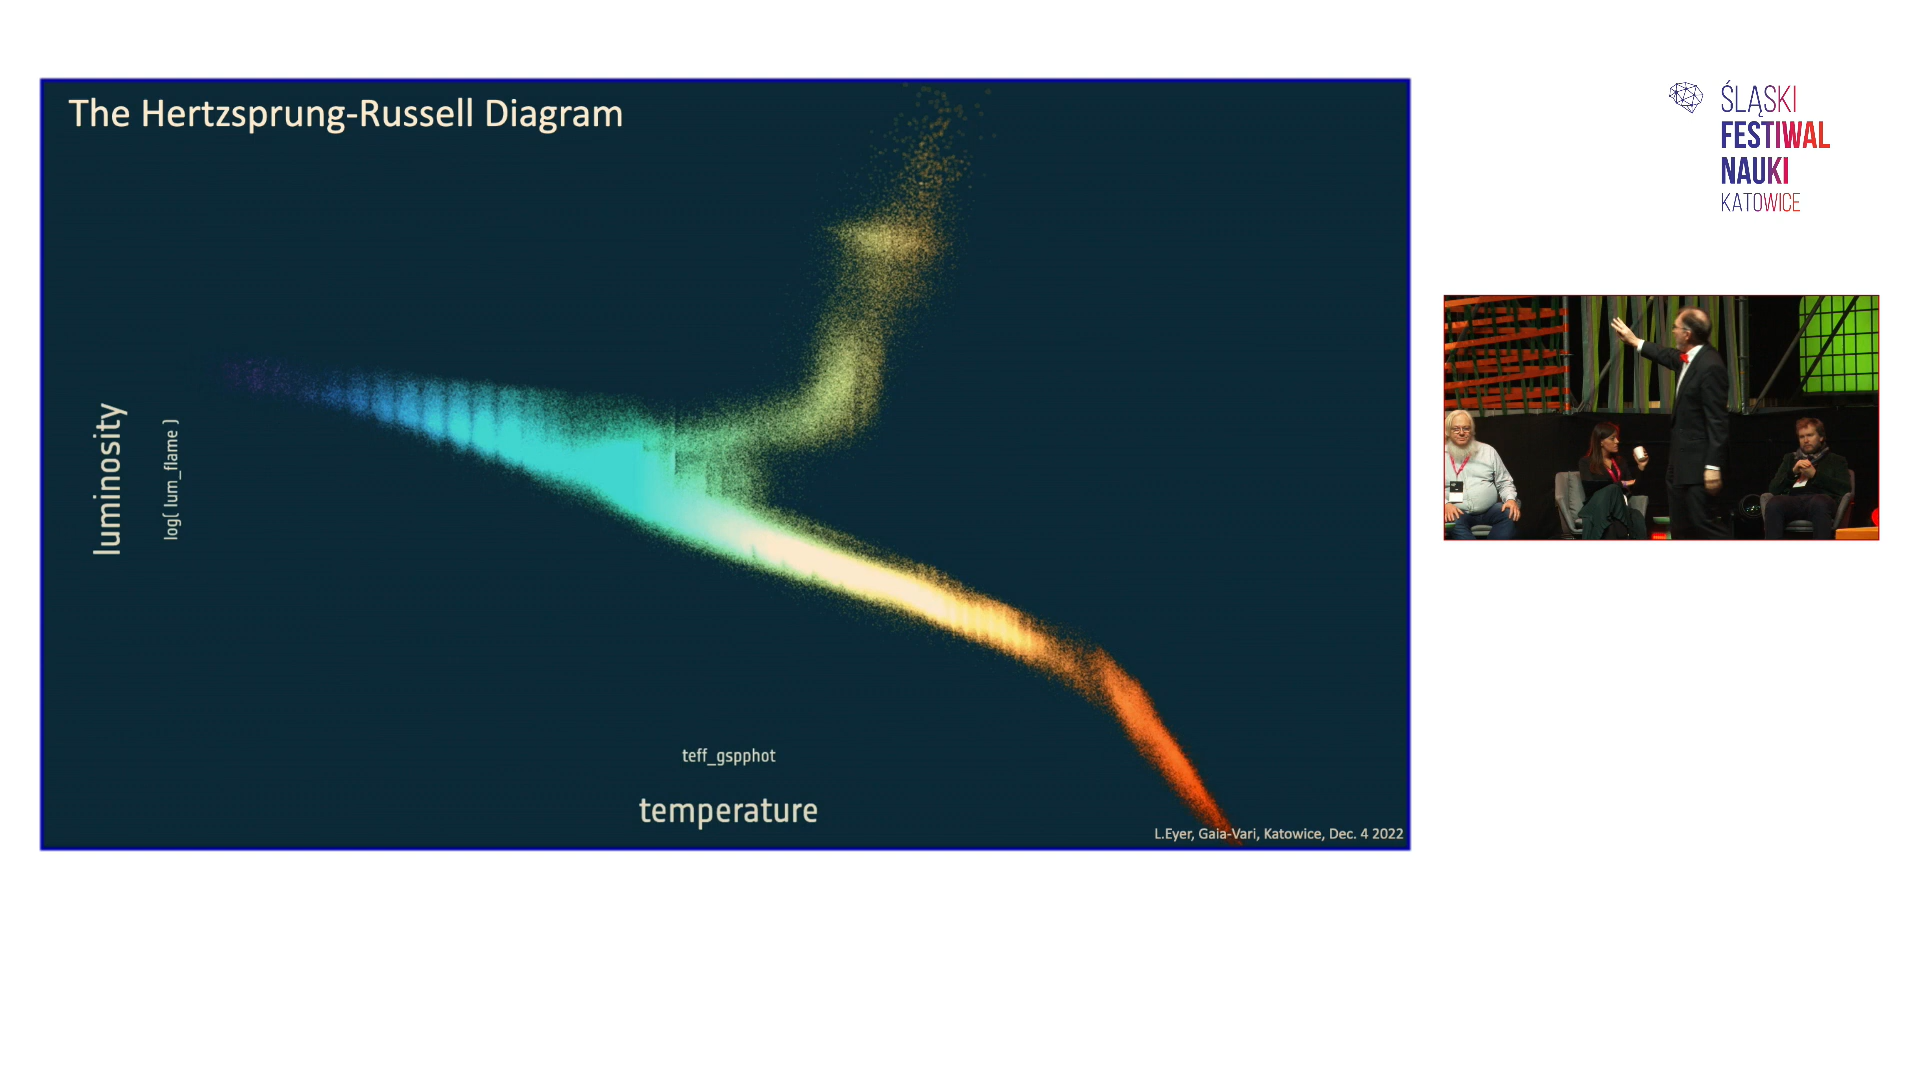 The Hertzsprung-Russell Diagram
luminosity
log( lum_flame )
teff_gspphot
temperature
L.Eyer, Gaia-Vari, Katowice, Dec. 4 2022
ŚLĄSKI
FESTIWAL
NAUKI
KATOWICE